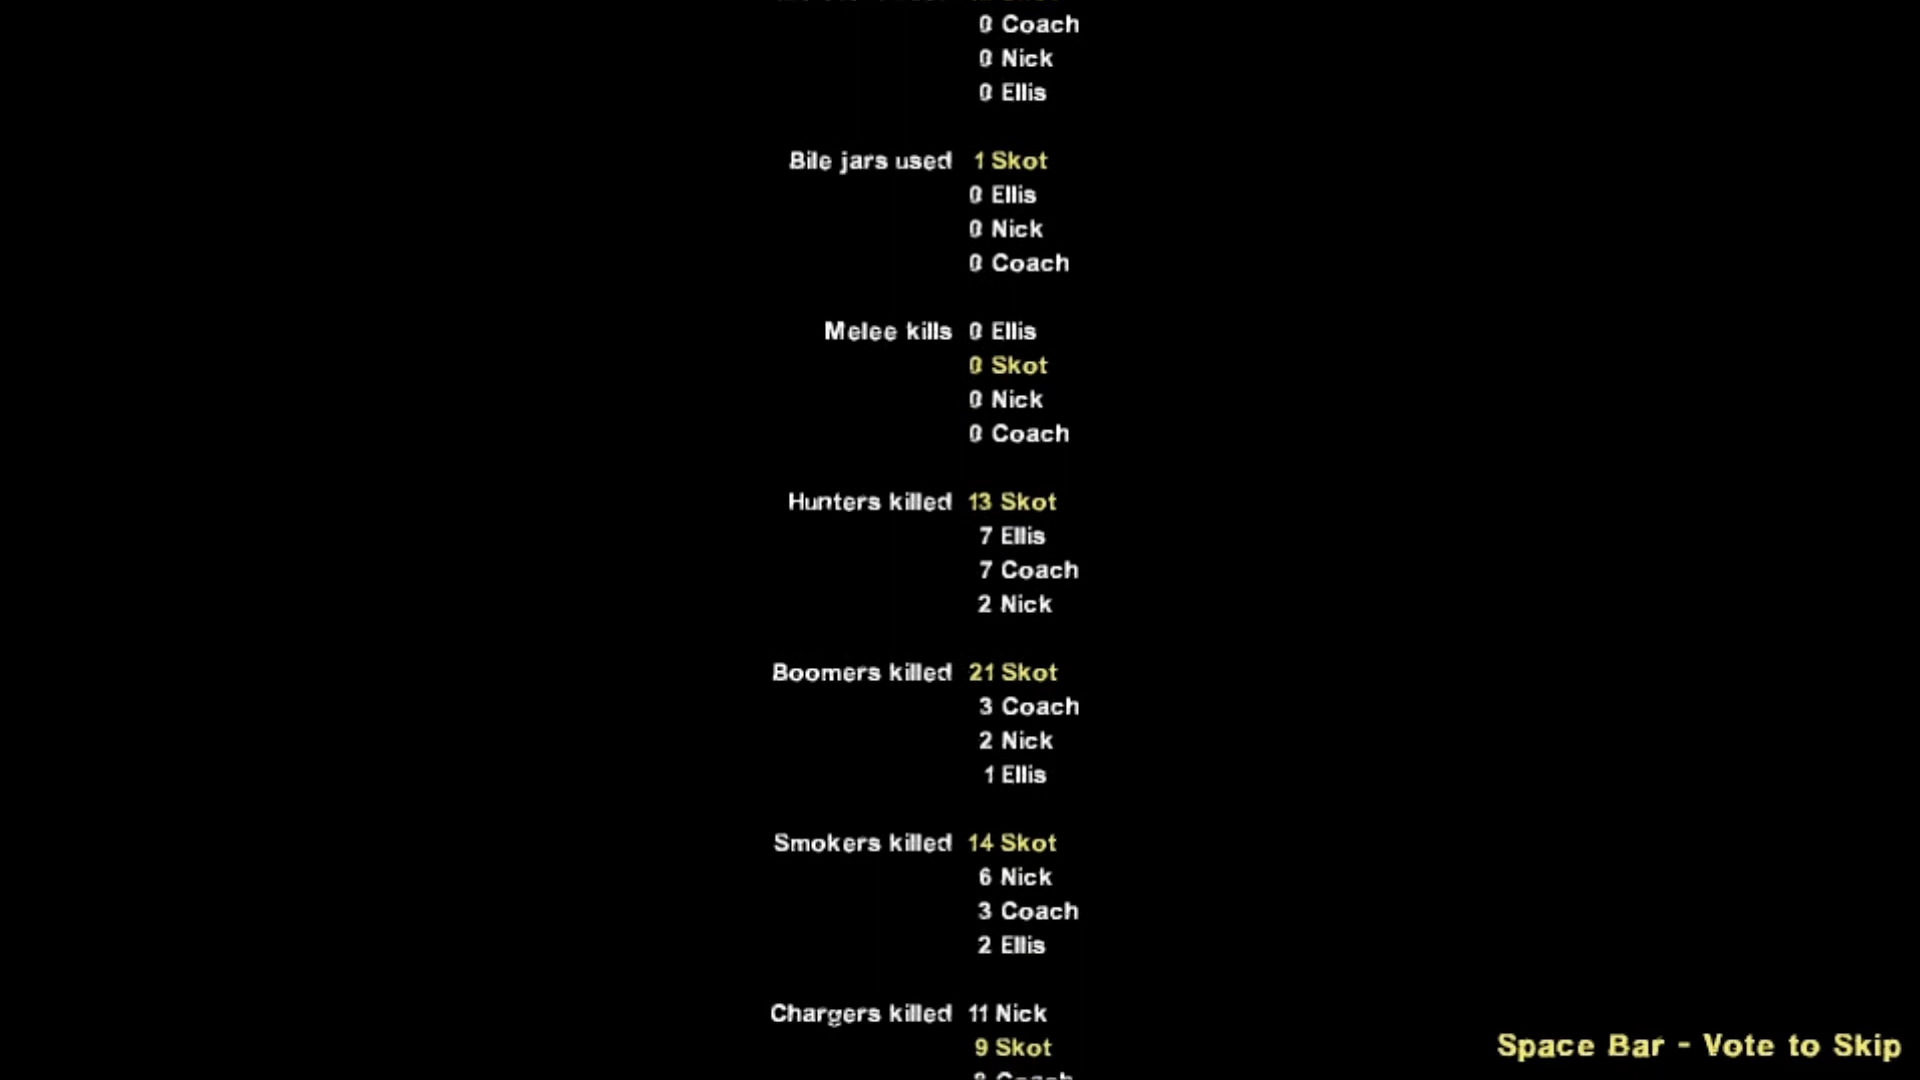 0 Coach
0 Nick
0 Ellis
Bile jars used 1 Skot
0 Ellis
0 Nick
0 Coach
Melee kills 0 Ellis
0 Skot
0 Nick
0 Coach
Hunters killed 13 Skot
7 Ellis
7 Coach
2 Nick
Boomers killed 21 Skot
3 Coach
2 Nick
1 Ellis
Smokers killed 14 Skot
6 Nick
3 Coach
2 Ellis
Chargers killed 11 Nick
9 Skot
Coach
Space Bar - Vote to Skip